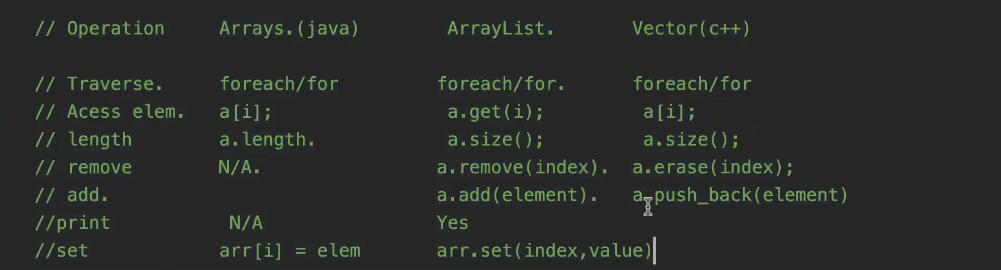 // Operation Arrays.(java) ArrayList. Vector(c++)
// Traverse. foreach/for foreach/for. foreach/for
// Acess elem. a[i]; a.get(i); a[i];
// length a.length. a.size(); a.size();
// remove N/A. a.remove(index). a.erase(index);
// add. a.add(element). a.push_back(element)
//print N/A Yes
//set arr[i] = elem arr.set(index,value)